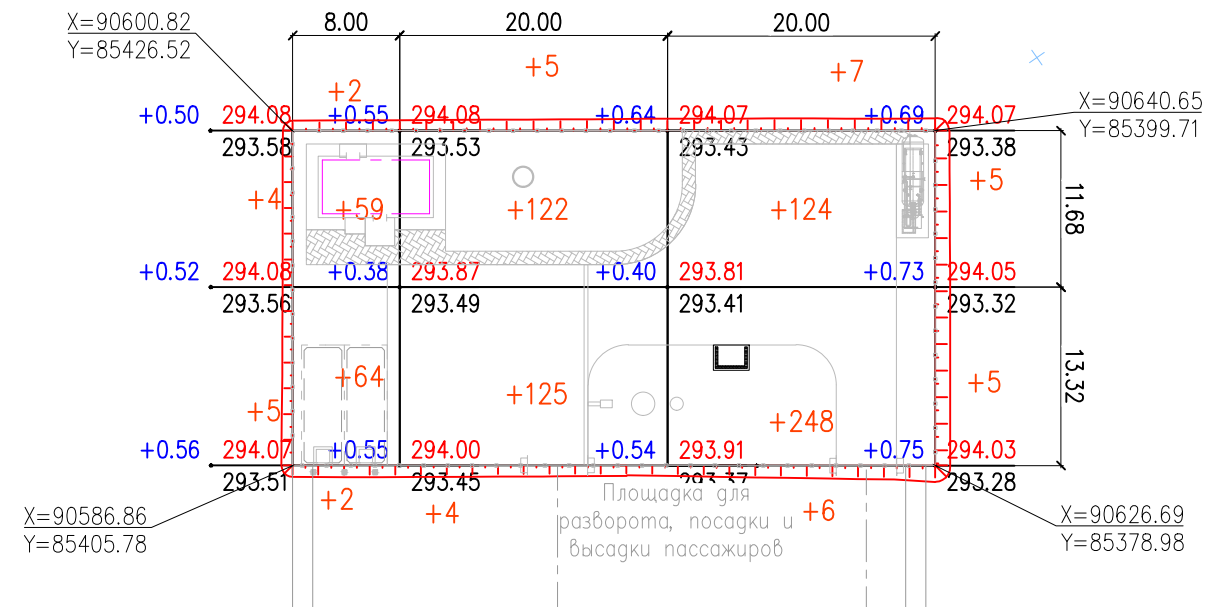 8.00 20.00 20.00
X=90600.82
Y=85426.52
+2 +5 +7
X=90640.65
Y=85399.71
+0.50 294.08 +0.55 294.08 +0.64 294.07 +0.69 294.07
293.58 293.53 293.43 293.38
+4 +59 +122 +124 +5
11.68
+0.52 294.08 +0.38 293.87 +0.40 293.81 +0.73 294.05
293.56 293.49 293.41 293.32
+5 +64 +125 +248 +5
13.32
+0.56 294.07 +0.55 294.00 +0.54 293.91 +0.75 294.03
293.51 293.45 293.37 293.28
+2 +4 +6
Площадка для
разворота, посадки и
высадки пассажиров
X=90586.86
Y=85405.78
X=90626.69
Y=85378.98